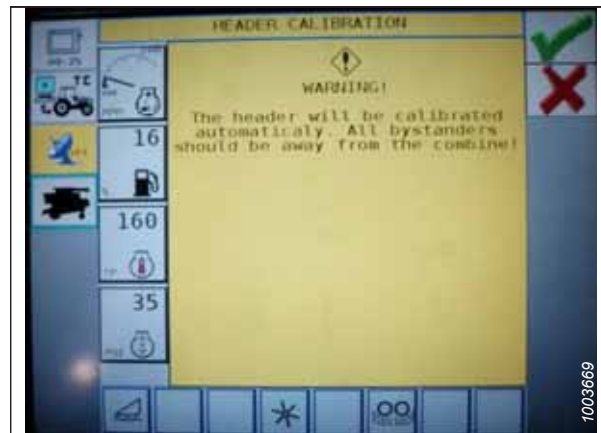 HEADER CALIBRATION
WARNING!
The header will be calibrated
automaticaly. All bystanders
should be away from the combine!
TC
16
160
35
1003669